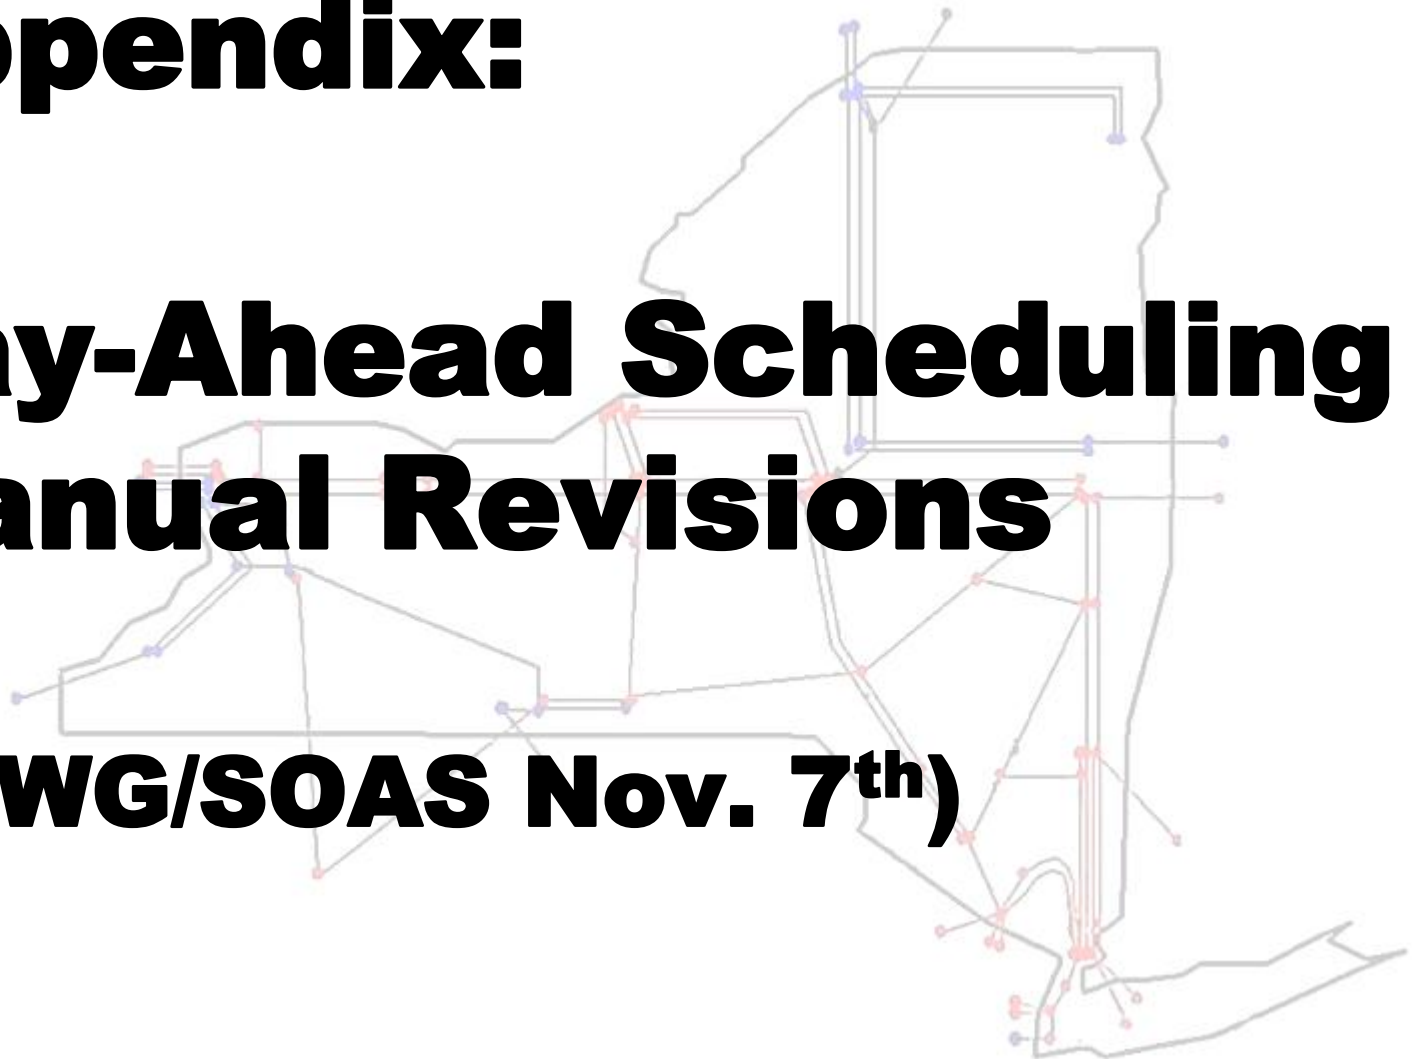 ppendix:
ay-Ahead Scheduling
anual Revisions
WG/SOAS Nov. 7th)